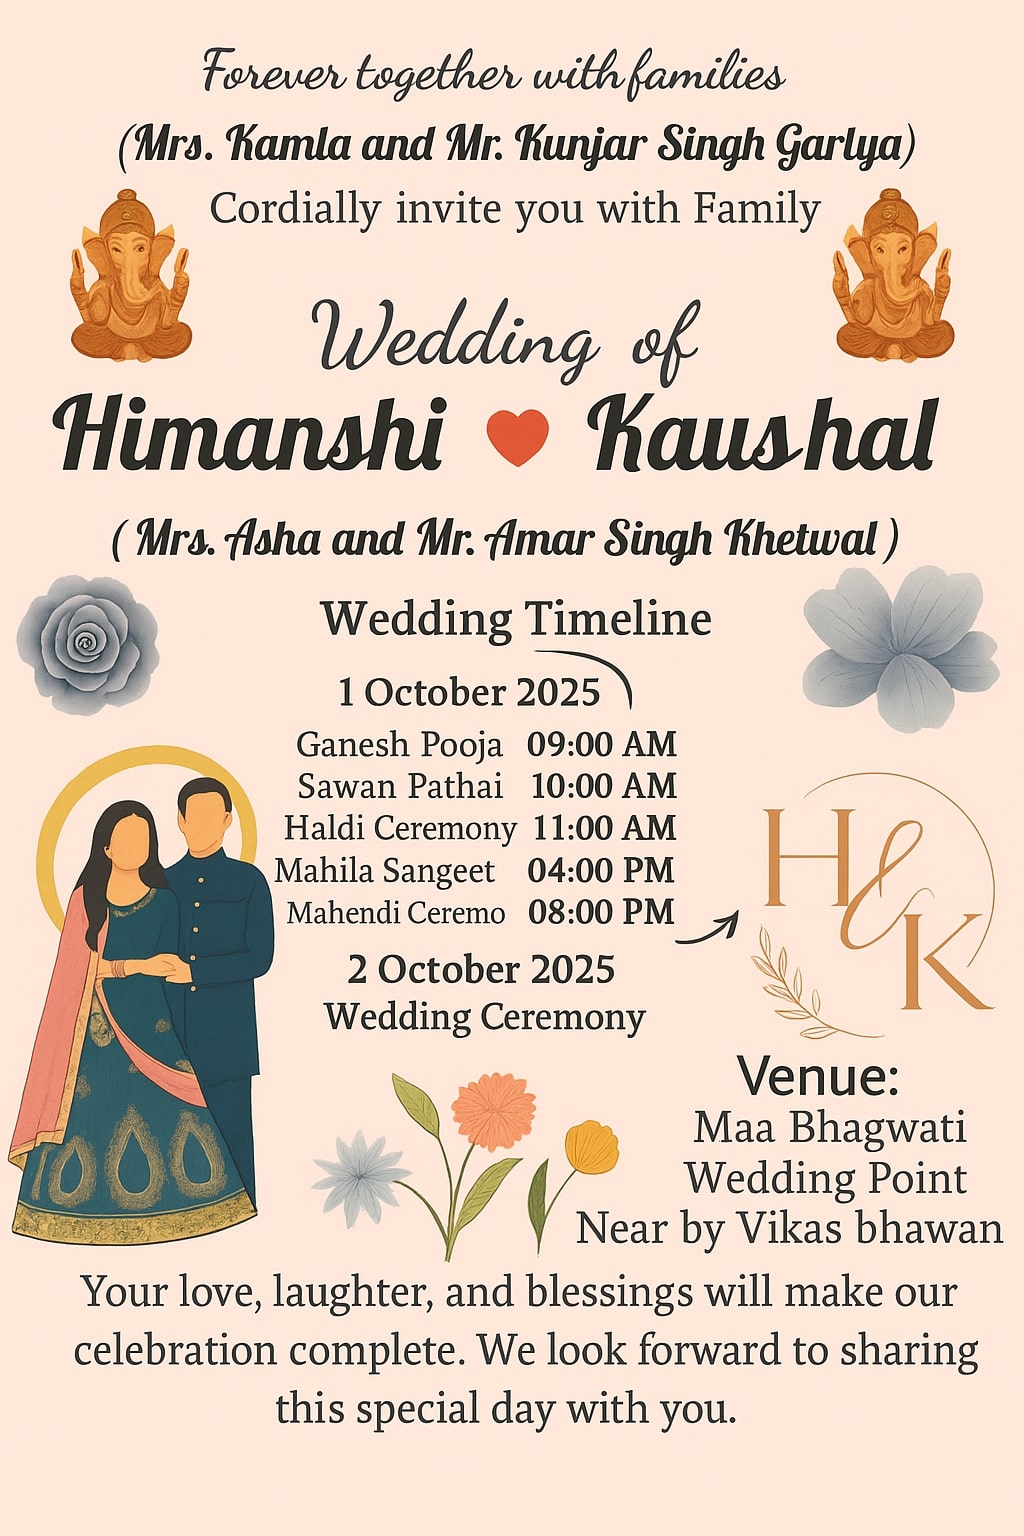 Forever together with families
(Mrs. Kamla and Mr. Kunjar Singh Garlya)
Cordially invite you with Family
Wedding of
Himanshi Kaushal
( Mrs. Asha and Mr. Amar Singh Khetwal )
Wedding Timeline
1 October 2025
Ganesh Pooja 09:00 AM
Sawan Pathai 10:00 AM
Haldi Ceremony 11:00 AM
Mahila Sangeet 04:00 PM
Mahendi Ceremo 08:00 PM
2 October 2025
Wedding Ceremony
H&K
Venue:
Maa Bhagwati
Wedding Point
Near by Vikas bhawan
Your love, laughter, and blessings will make our
celebration complete. We look forward to sharing
this special day with you.